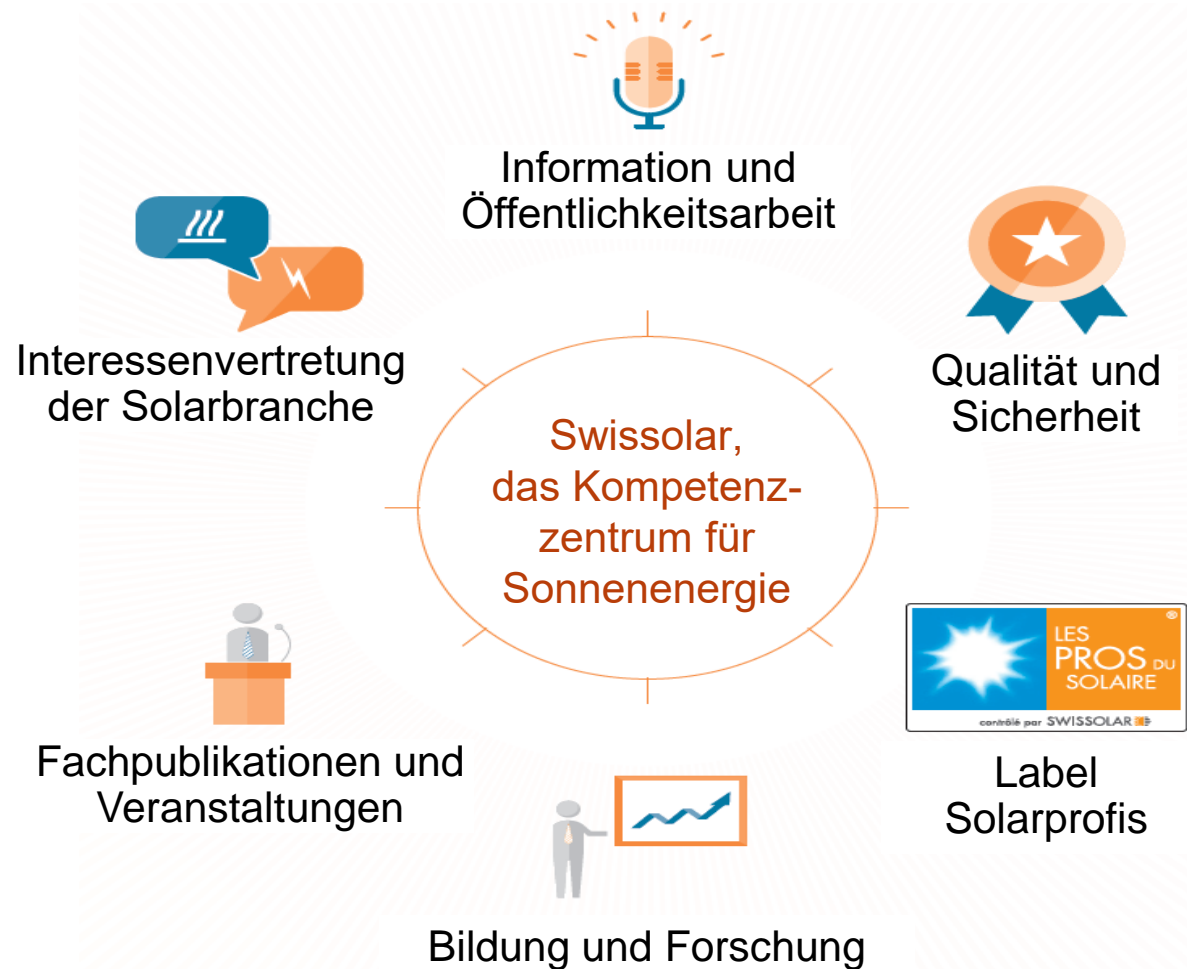 Information und
Öffentlichkeitsarbeit
Interessenvertretung
der Solarbranche
Qualität und
Sicherheit
Swissolar,
das Kompetenz-
zentrum für
Sonnenenergie
LES
PROS DU
SOLAIRE
®
contrôlé par SWISSOLAR
Fachpublikationen und
Veranstaltungen
Label
Solarprofis
Bildung und Forschung